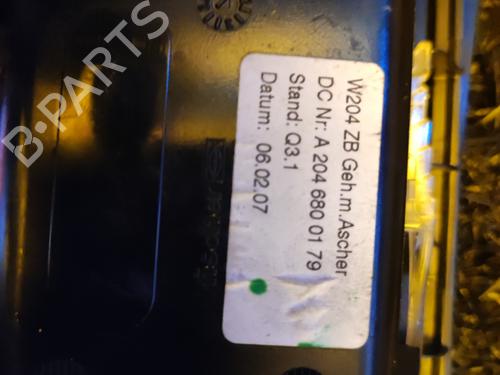 W204 ZB Geh.m.Ascher
DC Nr: A 204 680 01 79
Stand: Q3.1
Datum: 06.02.07
B-PARTS